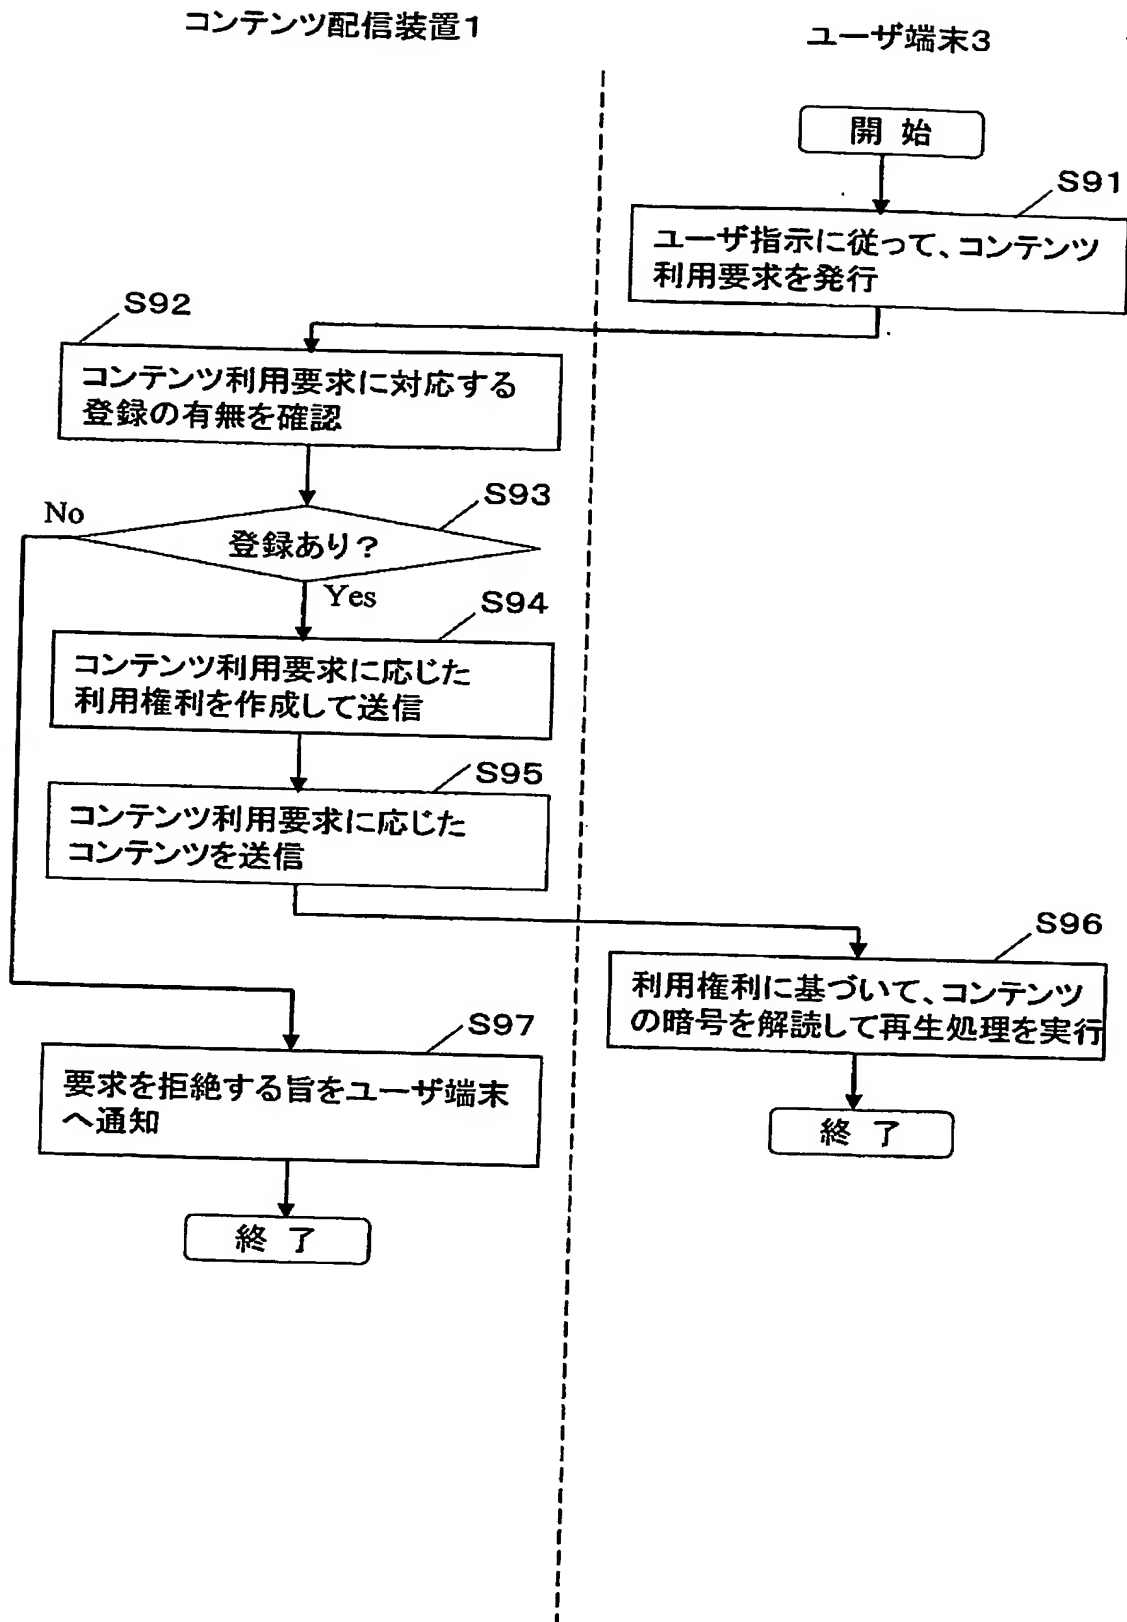 コンテンツ配信装置1
ユーザ端末3
開始
S91
ユーザ指示に従って、コンテンツ
利用要求を発行
S92
コンテンツ利用要求に対応する
登録の有無を確認
S93
No
登録あり?
Yes
S94
コンテンツ利用要求に応じた
利用権利を作成して送信
S95
コンテンツ利用要求に応じた
コンテンツを送信
S96
利用権利に基づいて、コンテンツ
の暗号を解読して再生処理を実行
終了
S97
要求を拒絶する旨をユーザ端末
へ通知
終了